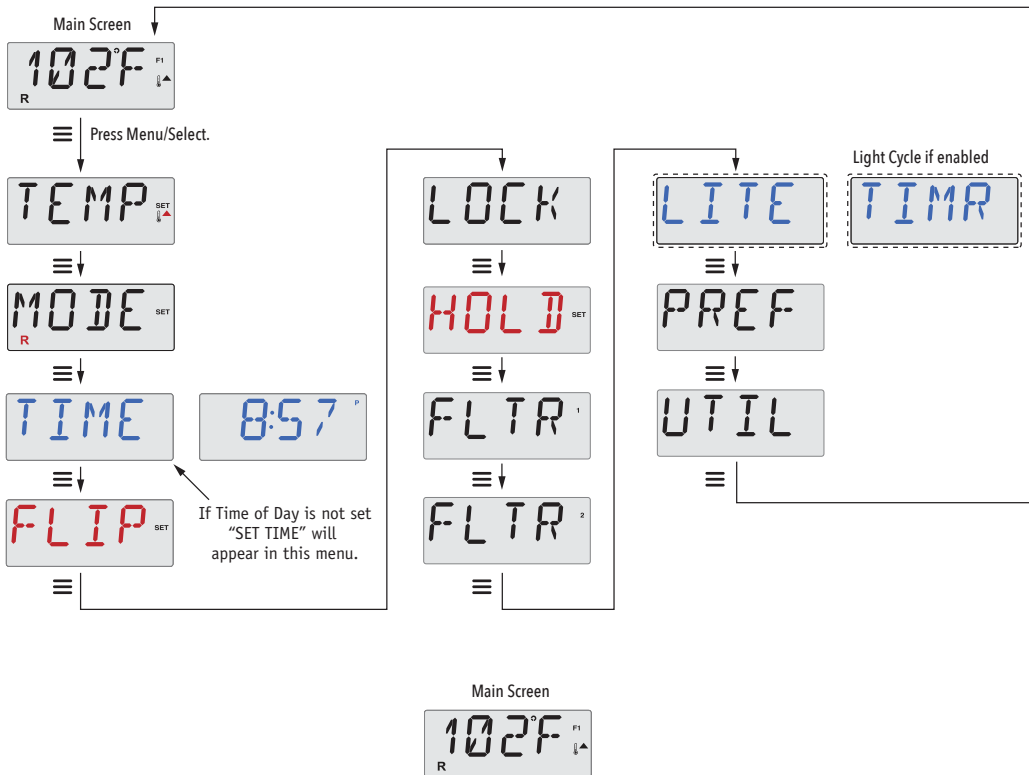 Main Screen
102°F F1
R
Press Menu/Select.
TEMP SET
MODE SET
R
TIME
8:57 P
If Time of Day is not set
“SET TIME” will
appear in this menu.
FLIP SET
LOCK
HOLD SET
FLTR 1
FLTR 2
LITE
Light Cycle if enabled
TIMR
PREF
UTIL
Main Screen
102°F F1
R